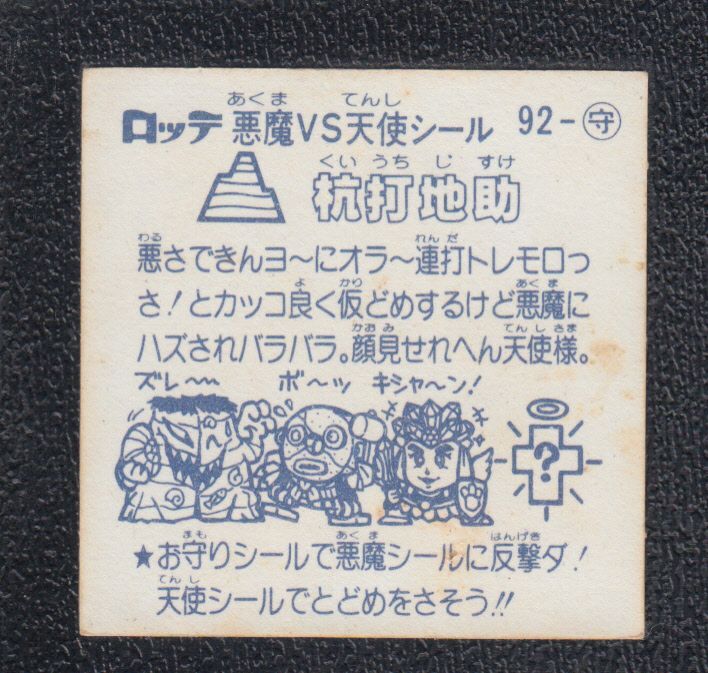 あくま てんし
ロッテ 悪魔VS天使シール 92-守
くい うち じ すけ
杭打地助
わる れん だ
悪さできんヨ〜にオラ〜連打トレモロっ
よ かり あく ま
さ!とカッコ良く仮どめするけど悪魔に
かお み てん し さま
ハズされバラバラ。顔見せれへん天使様。
ズレ〜 ボ〜ッ キシャ〜ン!
?
まも あくま はんげき
★お守りシールで悪魔シールに反撃ダ!
てん し
天使シールでとどめをさそう!!